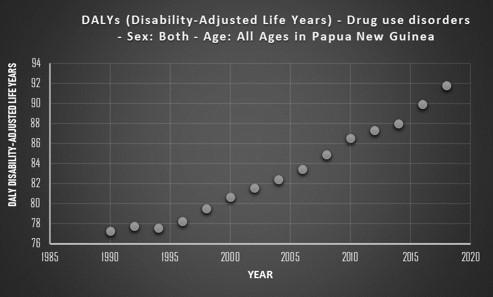 DALYs (Disability-Adjusted Life Years) - Drug use disorders
- Sex: Both - Age: All Ages in Papua New Guinea
DALY DISABILITY-ADJUSTED LIFE YEARS
94
92
90
88
86
84
82
80
78
76
1985 1990 1995 2000 2005 2010 2015 2020
YEAR